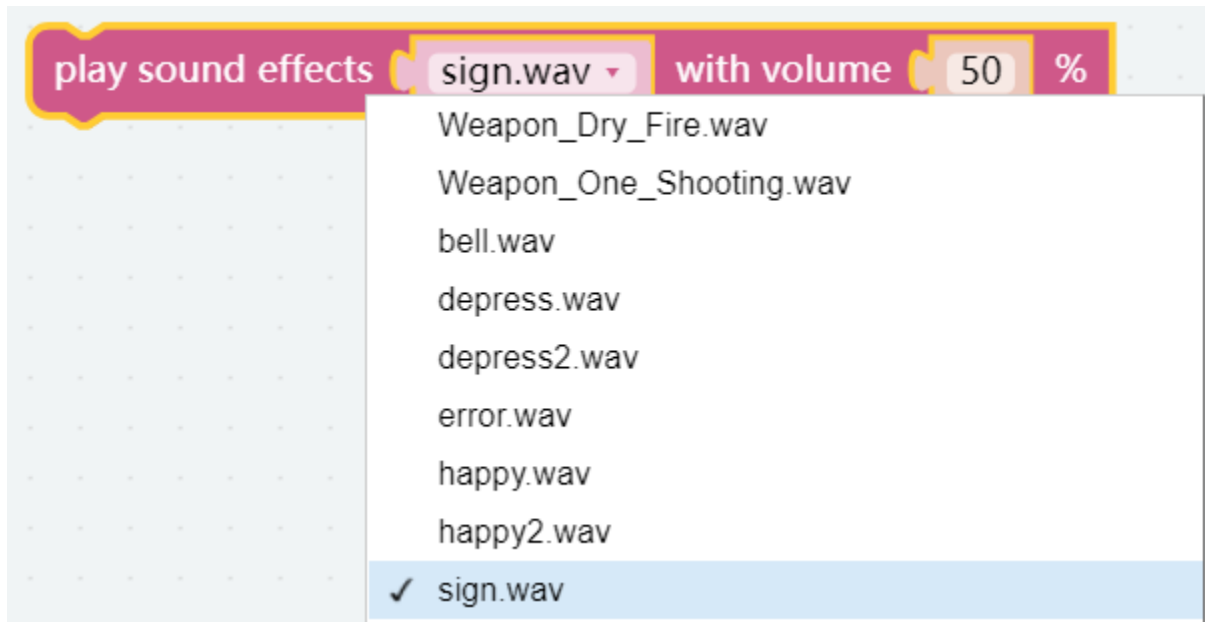 play sound effects sign.wav with volume 50 %
Weapon_Dry_Fire.wav
Weapon_One_Shooting.wav
bell.wav
depress.wav
depress2.wav
error.wav
happy.wav
happy2.wav
✓ sign.wav